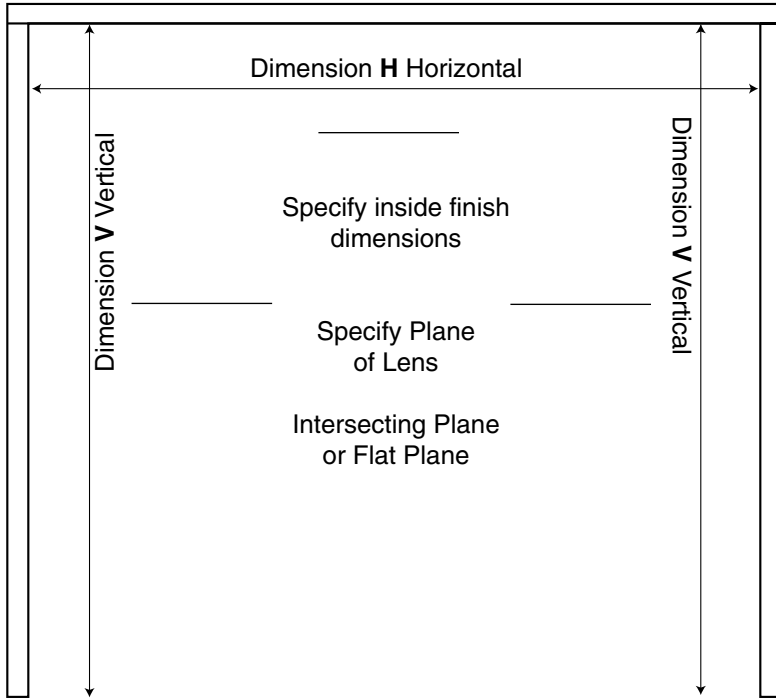 Dimension H Horizontal
Dimension V Vertical
Dimension V Vertical
Specify inside finish
dimensions
Specify Plane
of Lens
Intersecting Plane
or Flat Plane